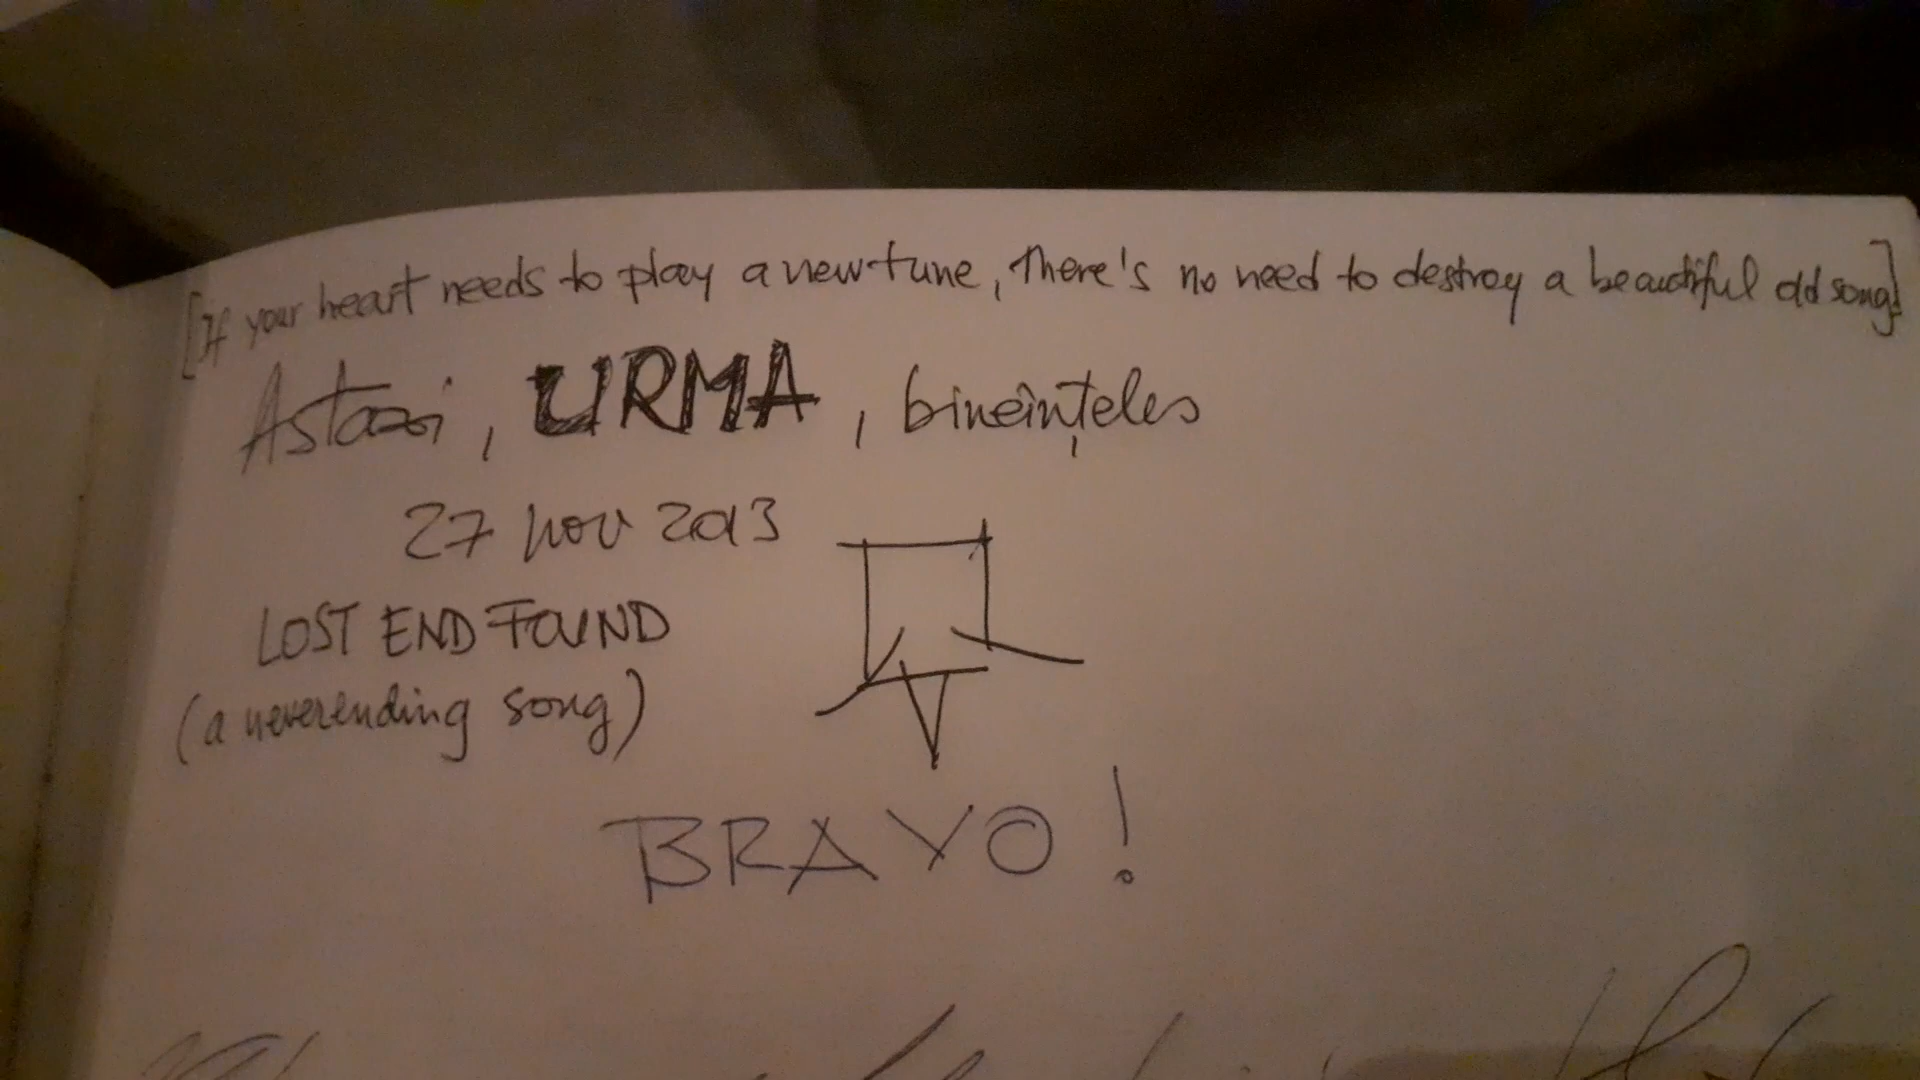 [If your heart needs to play a new tune, there's no need to destroy a beautiful old song]
Astazi, URMA, bineînțeles
27 nov 2013
LOST END FOUND
(a neverending song)
BRAVO!